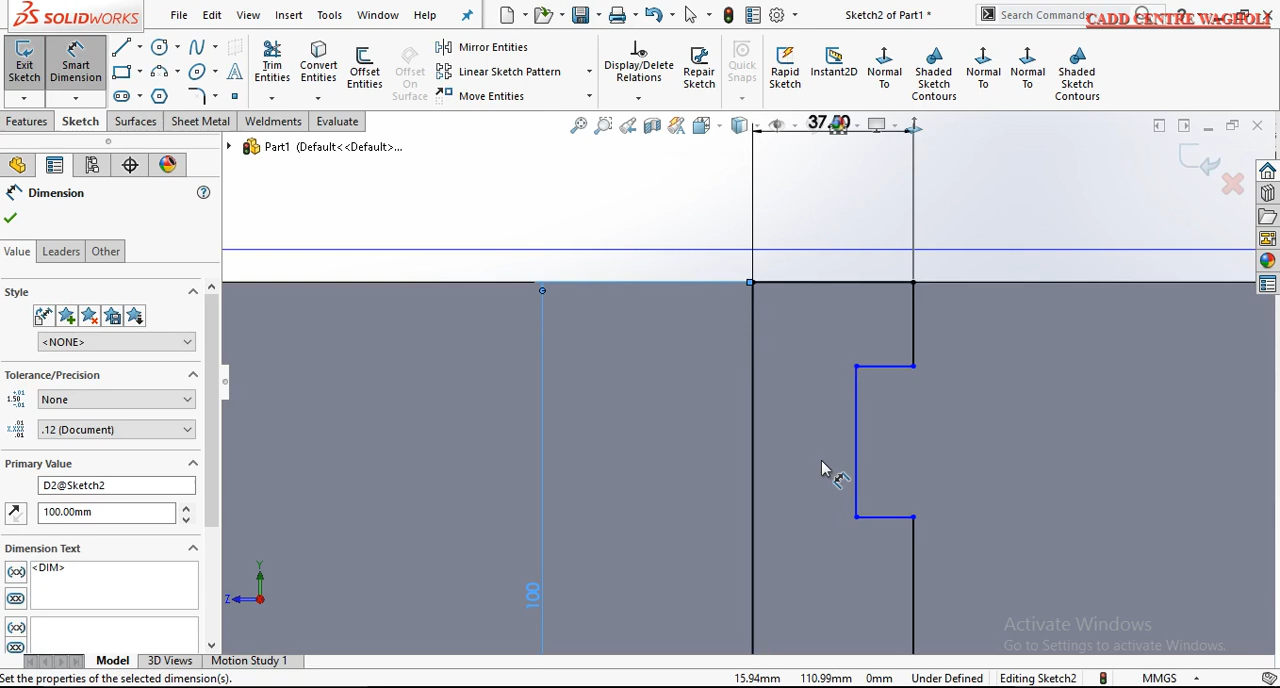 SOLIDWORKS
File Edit View Insert Tools Window Help
Sketch2 of Part1 *
Search Commands
CADD CENTRE WAGHOLI
Exit Sketch
Smart Dimension
Trim Entities
Convert Entities
Offset Entities
Offset On Surface
Mirror Entities
Linear Sketch Pattern
Move Entities
Display/Delete Relations
Repair Sketch
Quick Snaps
Rapid Sketch
Instant2D
Normal To
Shaded Sketch Contours
Normal To
Normal To
Shaded Sketch Contours
Features Sketch Surfaces Sheet Metal Weldments Evaluate
37.50
Part1 (Default<<Default>...
Dimension
Value Leaders Other
Style
<NONE>
Tolerance/Precision
None
.12 (Document)
Primary Value
D2@Sketch2
100.00mm
Dimension Text
<DIM>
100
Y
Z
Activate Windows
Go to Settings to activate Windows.
Model 3D Views Motion Study 1
Set the properties of the selected dimension(s).
15.94mm 110.99mm 0mm Under Defined Editing Sketch2 MMGS